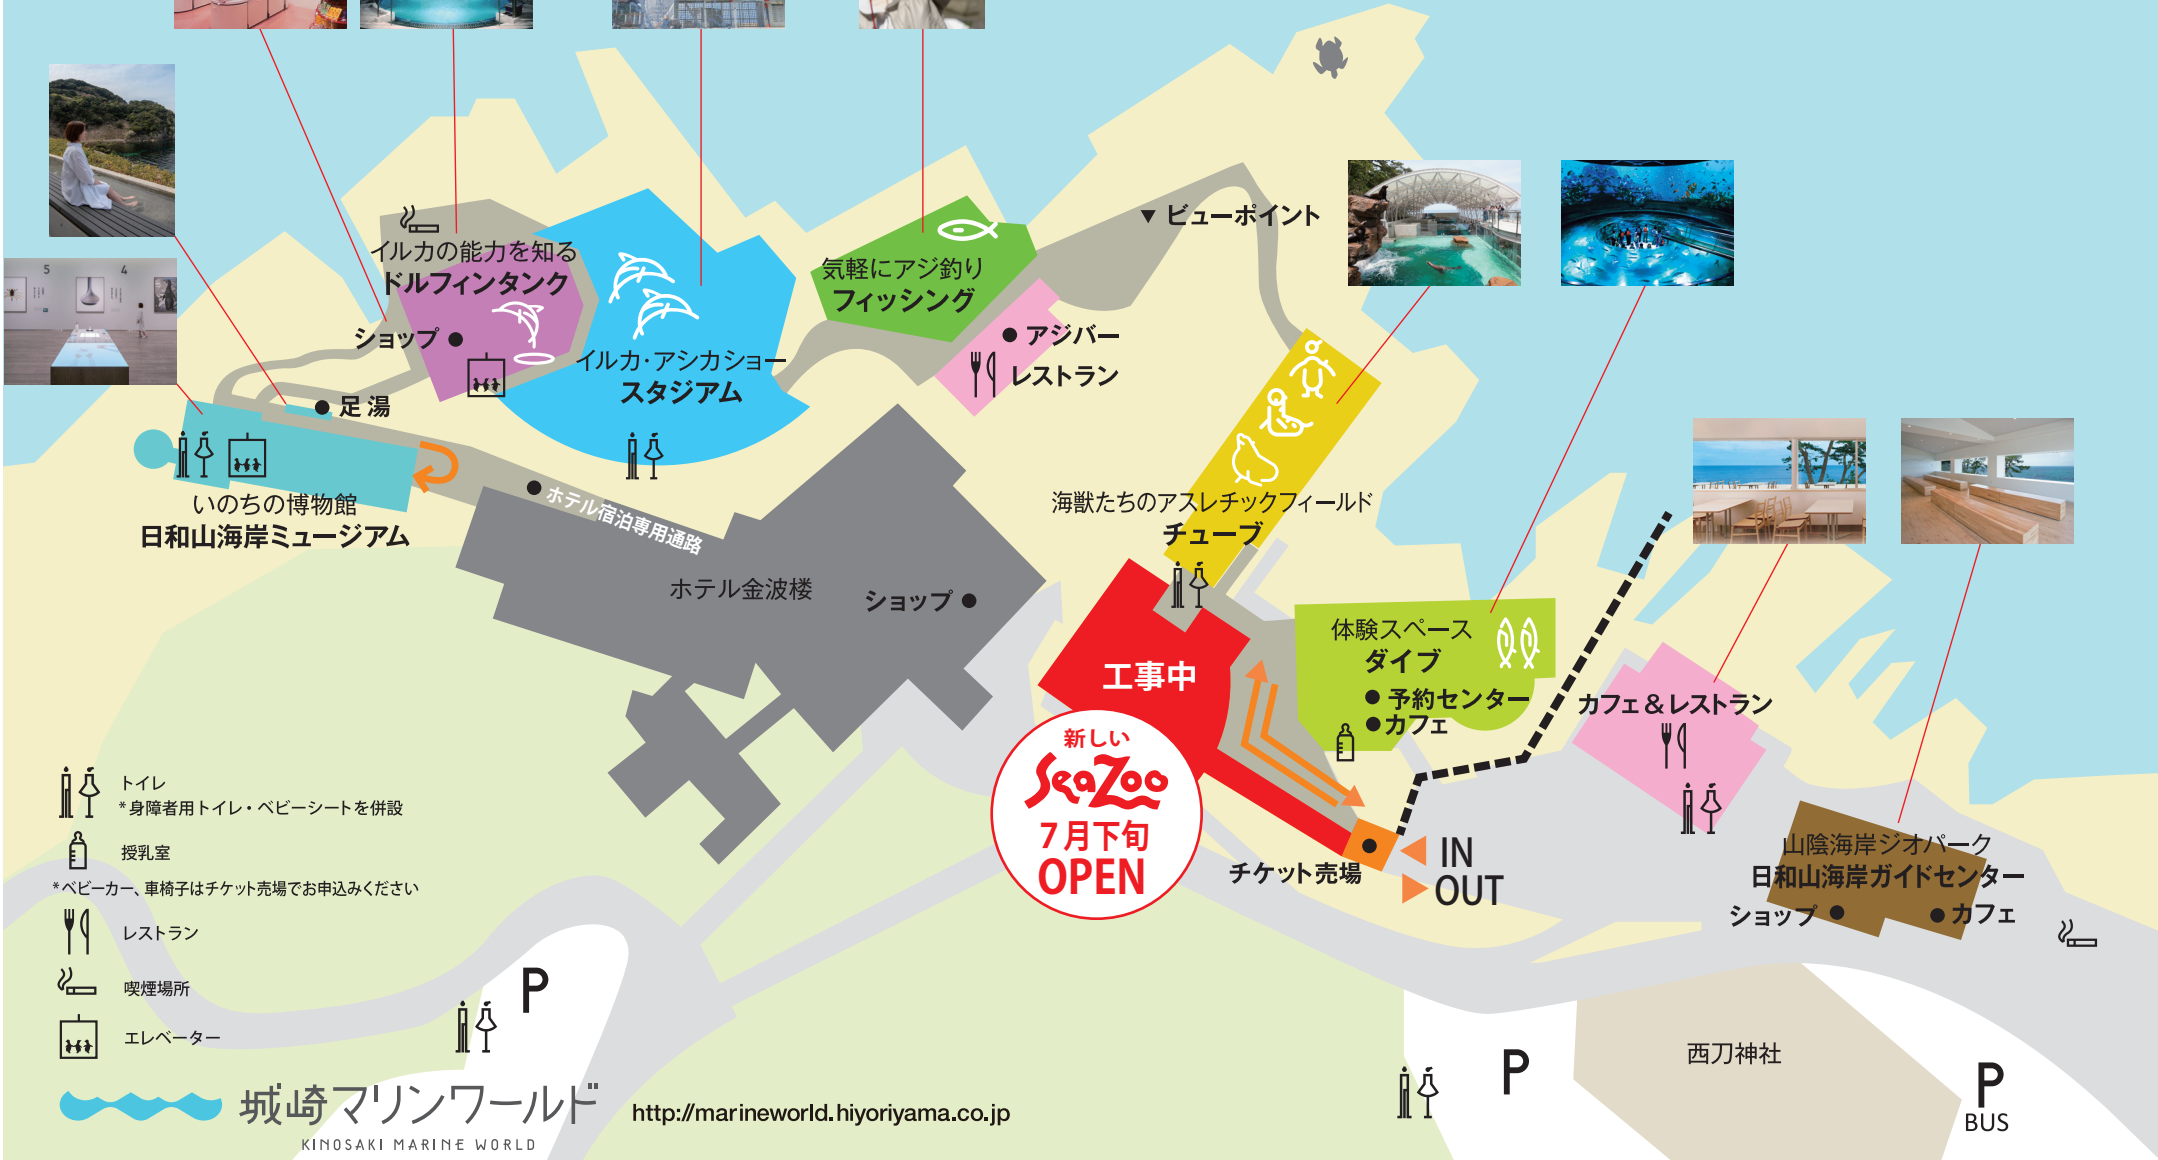 5 4
▼ ビューポイント
イルカの能力を知る
ドルフィンタンク
ショップ
気軽にアジ釣り
フィッシング
アジバー
レストラン
イルカ・アシカショー
スタジアム
足湯
いのちの博物館
日和山海岸ミュージアム
ホテル宿泊専用通路
海獣たちのアスレチックフィールド
チューブ
ホテル金波楼
ショップ
工事中
体験スペース
ダイブ
予約センター
カフェ
カフェ＆レストラン
新しい
SeaZoo
7月下旬
OPEN
チケット売場
IN
OUT
山陰海岸ジオパーク
日和山海岸ガイドセンター
ショップ
カフェ
トイレ
*身障者用トイレ・ベビーシートを併設
授乳室
*ベビーカー、車椅子はチケット売場でお申込みください
レストラン
喫煙場所
エレベーター
P
P
西刀神社
P
BUS
城崎マリンワールド
KINOSAKI MARINE WORLD
http://marineworld.hiyoriyama.co.jp